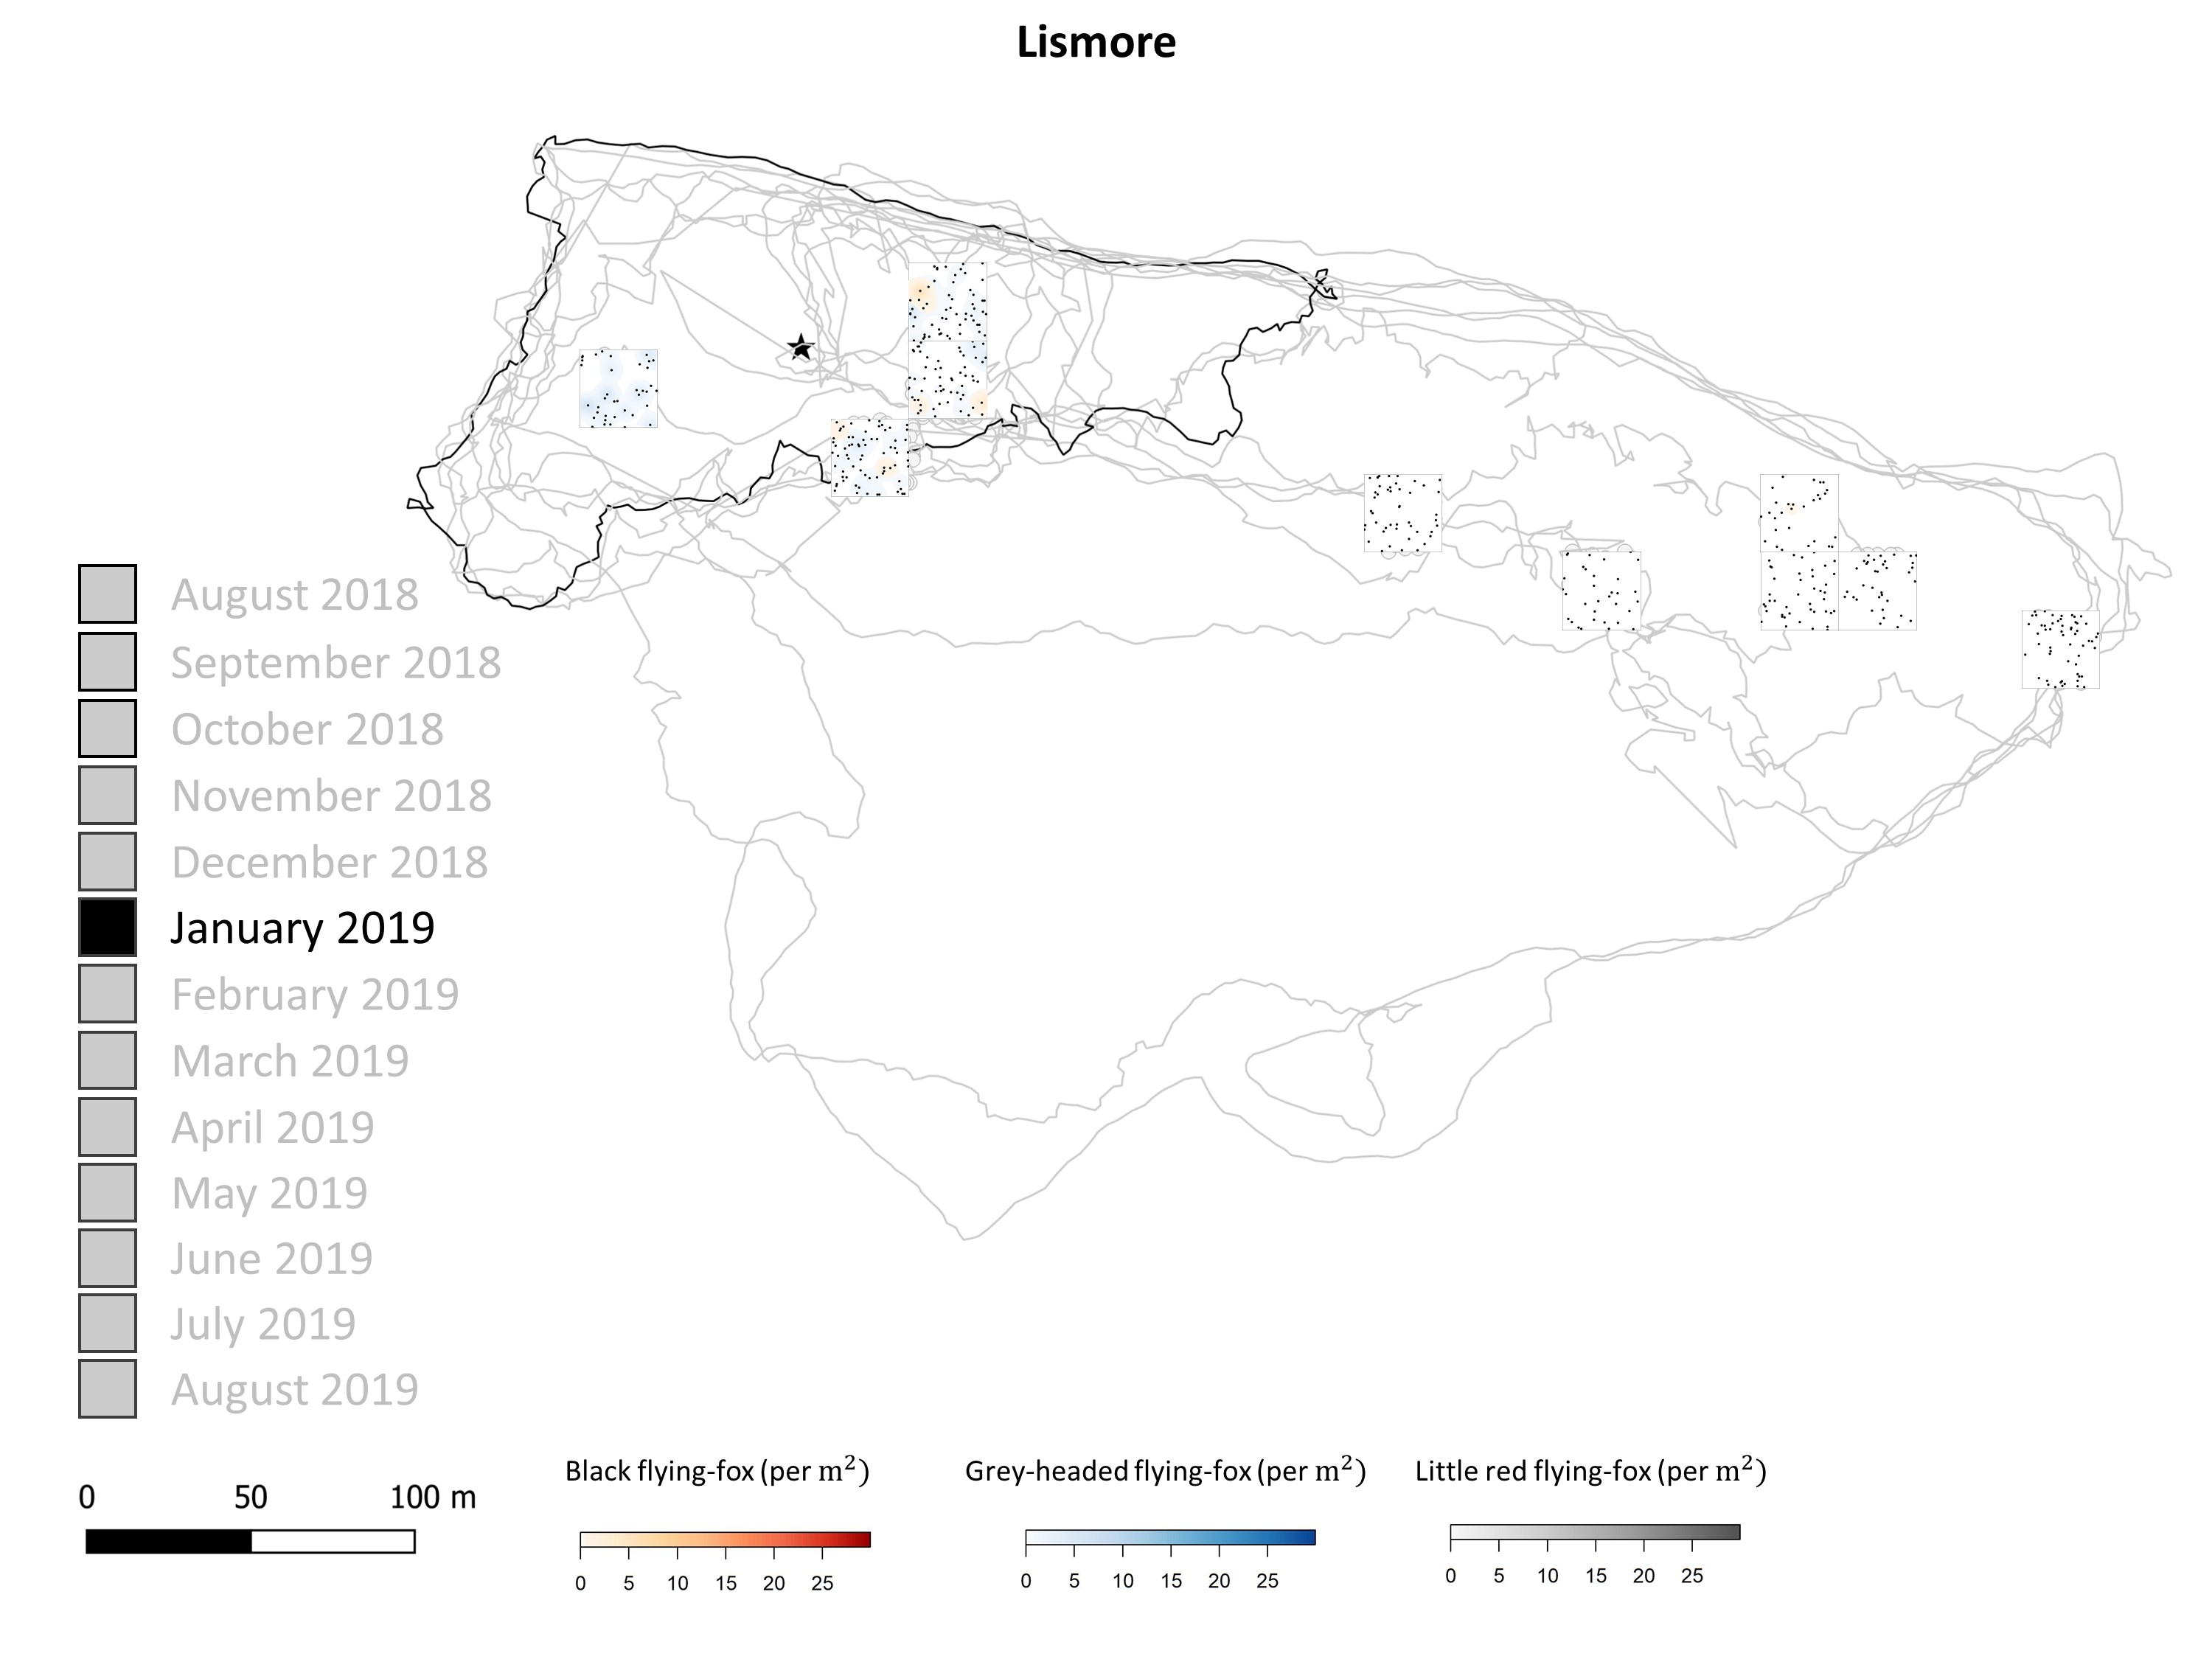 Lismore
August 2018
September 2018
October 2018
November 2018
December 2018
January 2019
February 2019
March 2019
April 2019
May 2019
June 2019
July 2019
August 2019
0 50 100 m
Black flying-fox (per m²)
0 5 10 15 20 25
Grey-headed flying-fox (per m²)
0 5 10 15 20 25
Little red flying-fox (per m²)
0 5 10 15 20 25